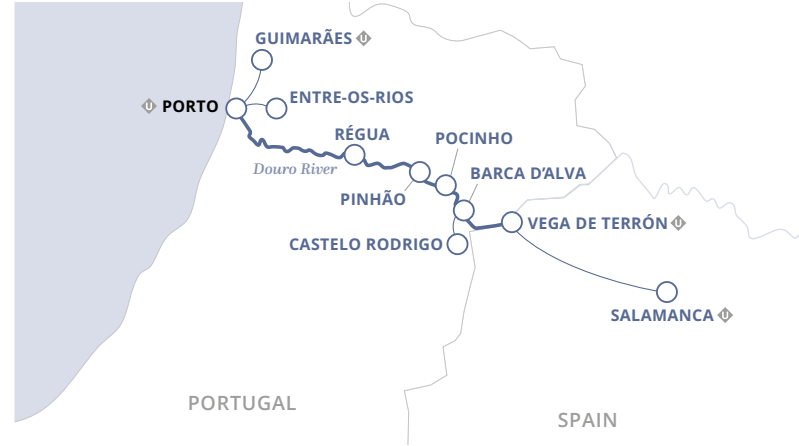 GUIMARÃES U
U PORTO
ENTRE-OS-RIOS
RÉGUA
POCINHO
Douro River
BARCA D’ALVA
PINHÃO
VEGA DE TERRÓN U
CASTELO RODRIGO
SALAMANCA U
PORTUGAL
SPAIN